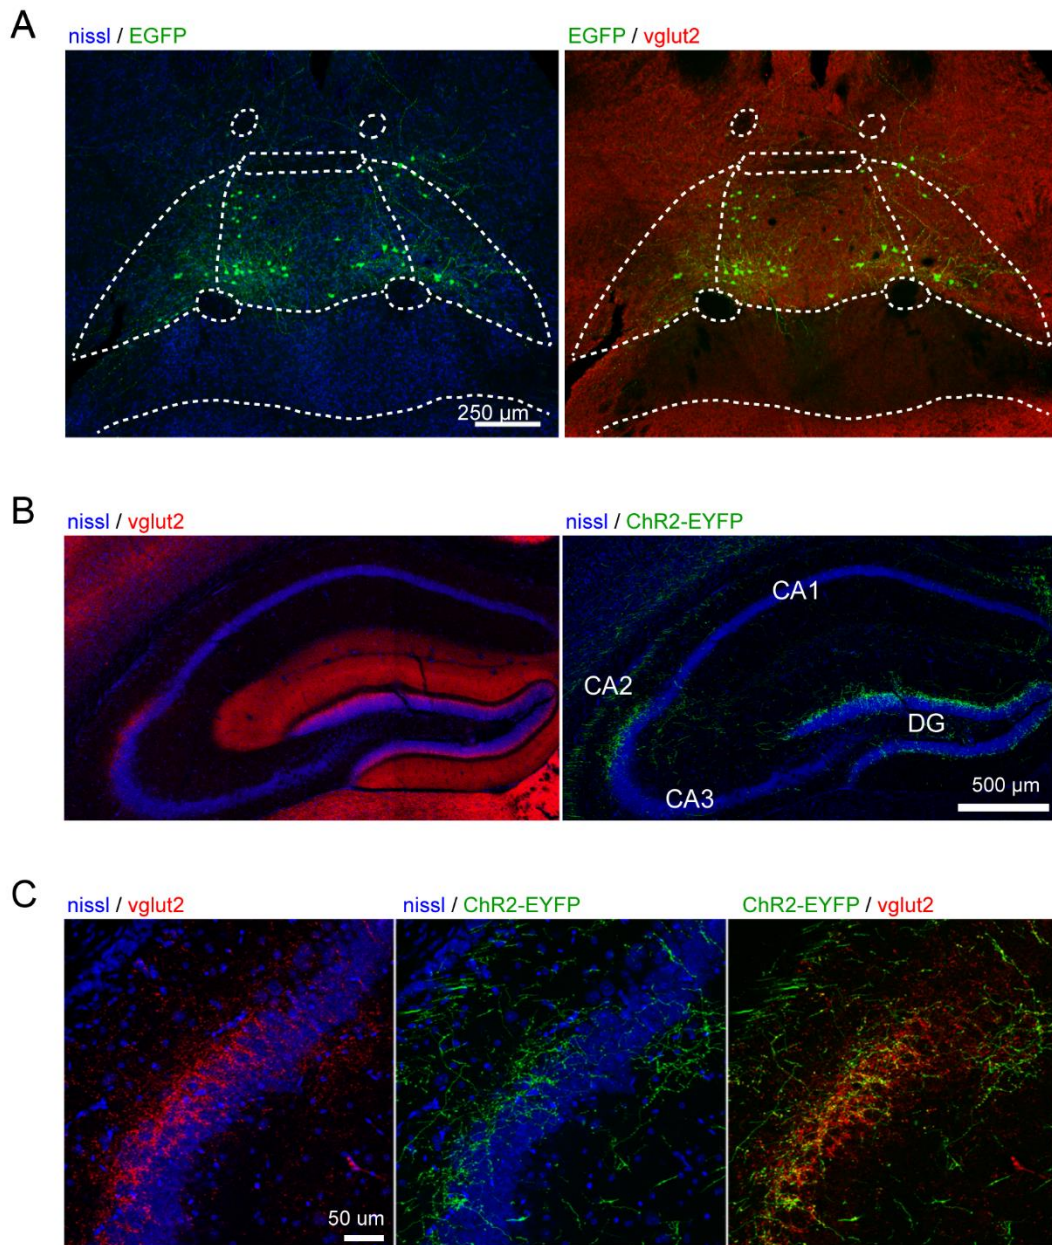 A
nissl / EGFP
EGFP / vglut2
250 µm
B
nissl / vglut2
nissl / ChR2-EYFP
CA1
CA2
DG
CA3
500 µm
C
nissl / vglut2
nissl / ChR2-EYFP
ChR2-EYFP / vglut2
50 um